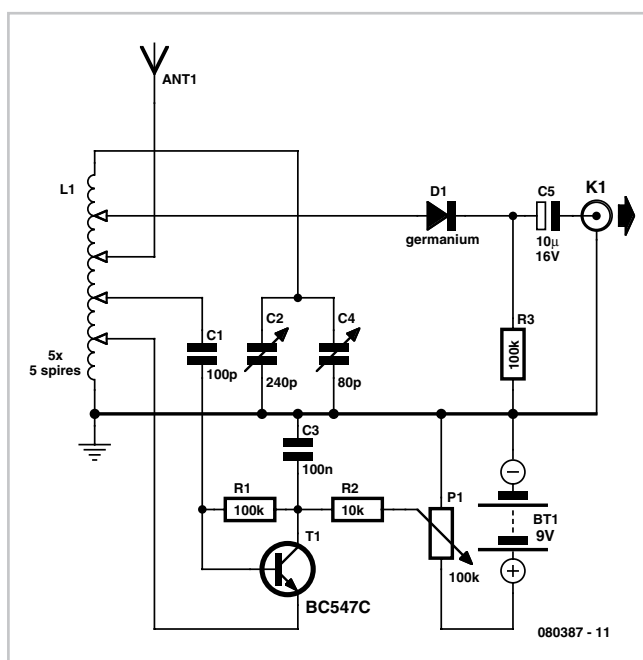 ANT1
L1
D1
germanium
C5
10µ
16V
K1
C1
100p
C2
240p
C4
80p
R3
100k
5x
5 spires
C3
100n
R1
100k
R2
10k
P1
100k
−
BT1
9V
+
T1
BC547C
080387 - 11